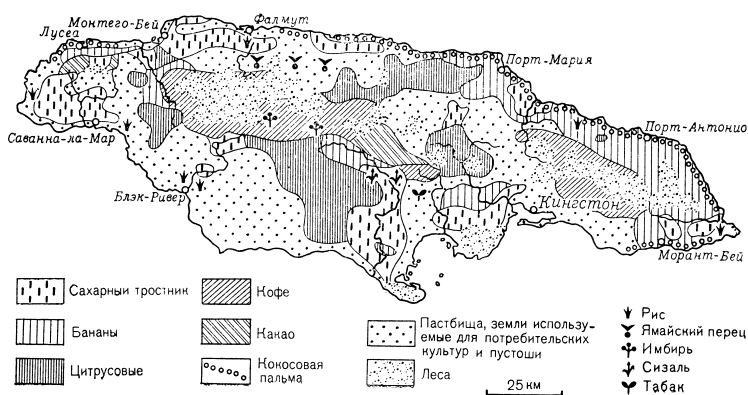 Монтего-Бей
Фалмут
Лусеа
Порт-Мария
Порт-Антонио
Саванна-ла-Мар
Блэк-Ривер
Кингстон
Морант-Бей
Сахарный тростник
Бананы
Цитрусовые
Кофе
Какао
Кокосовая
пальма
Пастбища, земли использу-
емые для потребительских
культур и пустоши
Леса
25 км
Рис
Ямайский перец
Имбирь
Сизаль
Табак